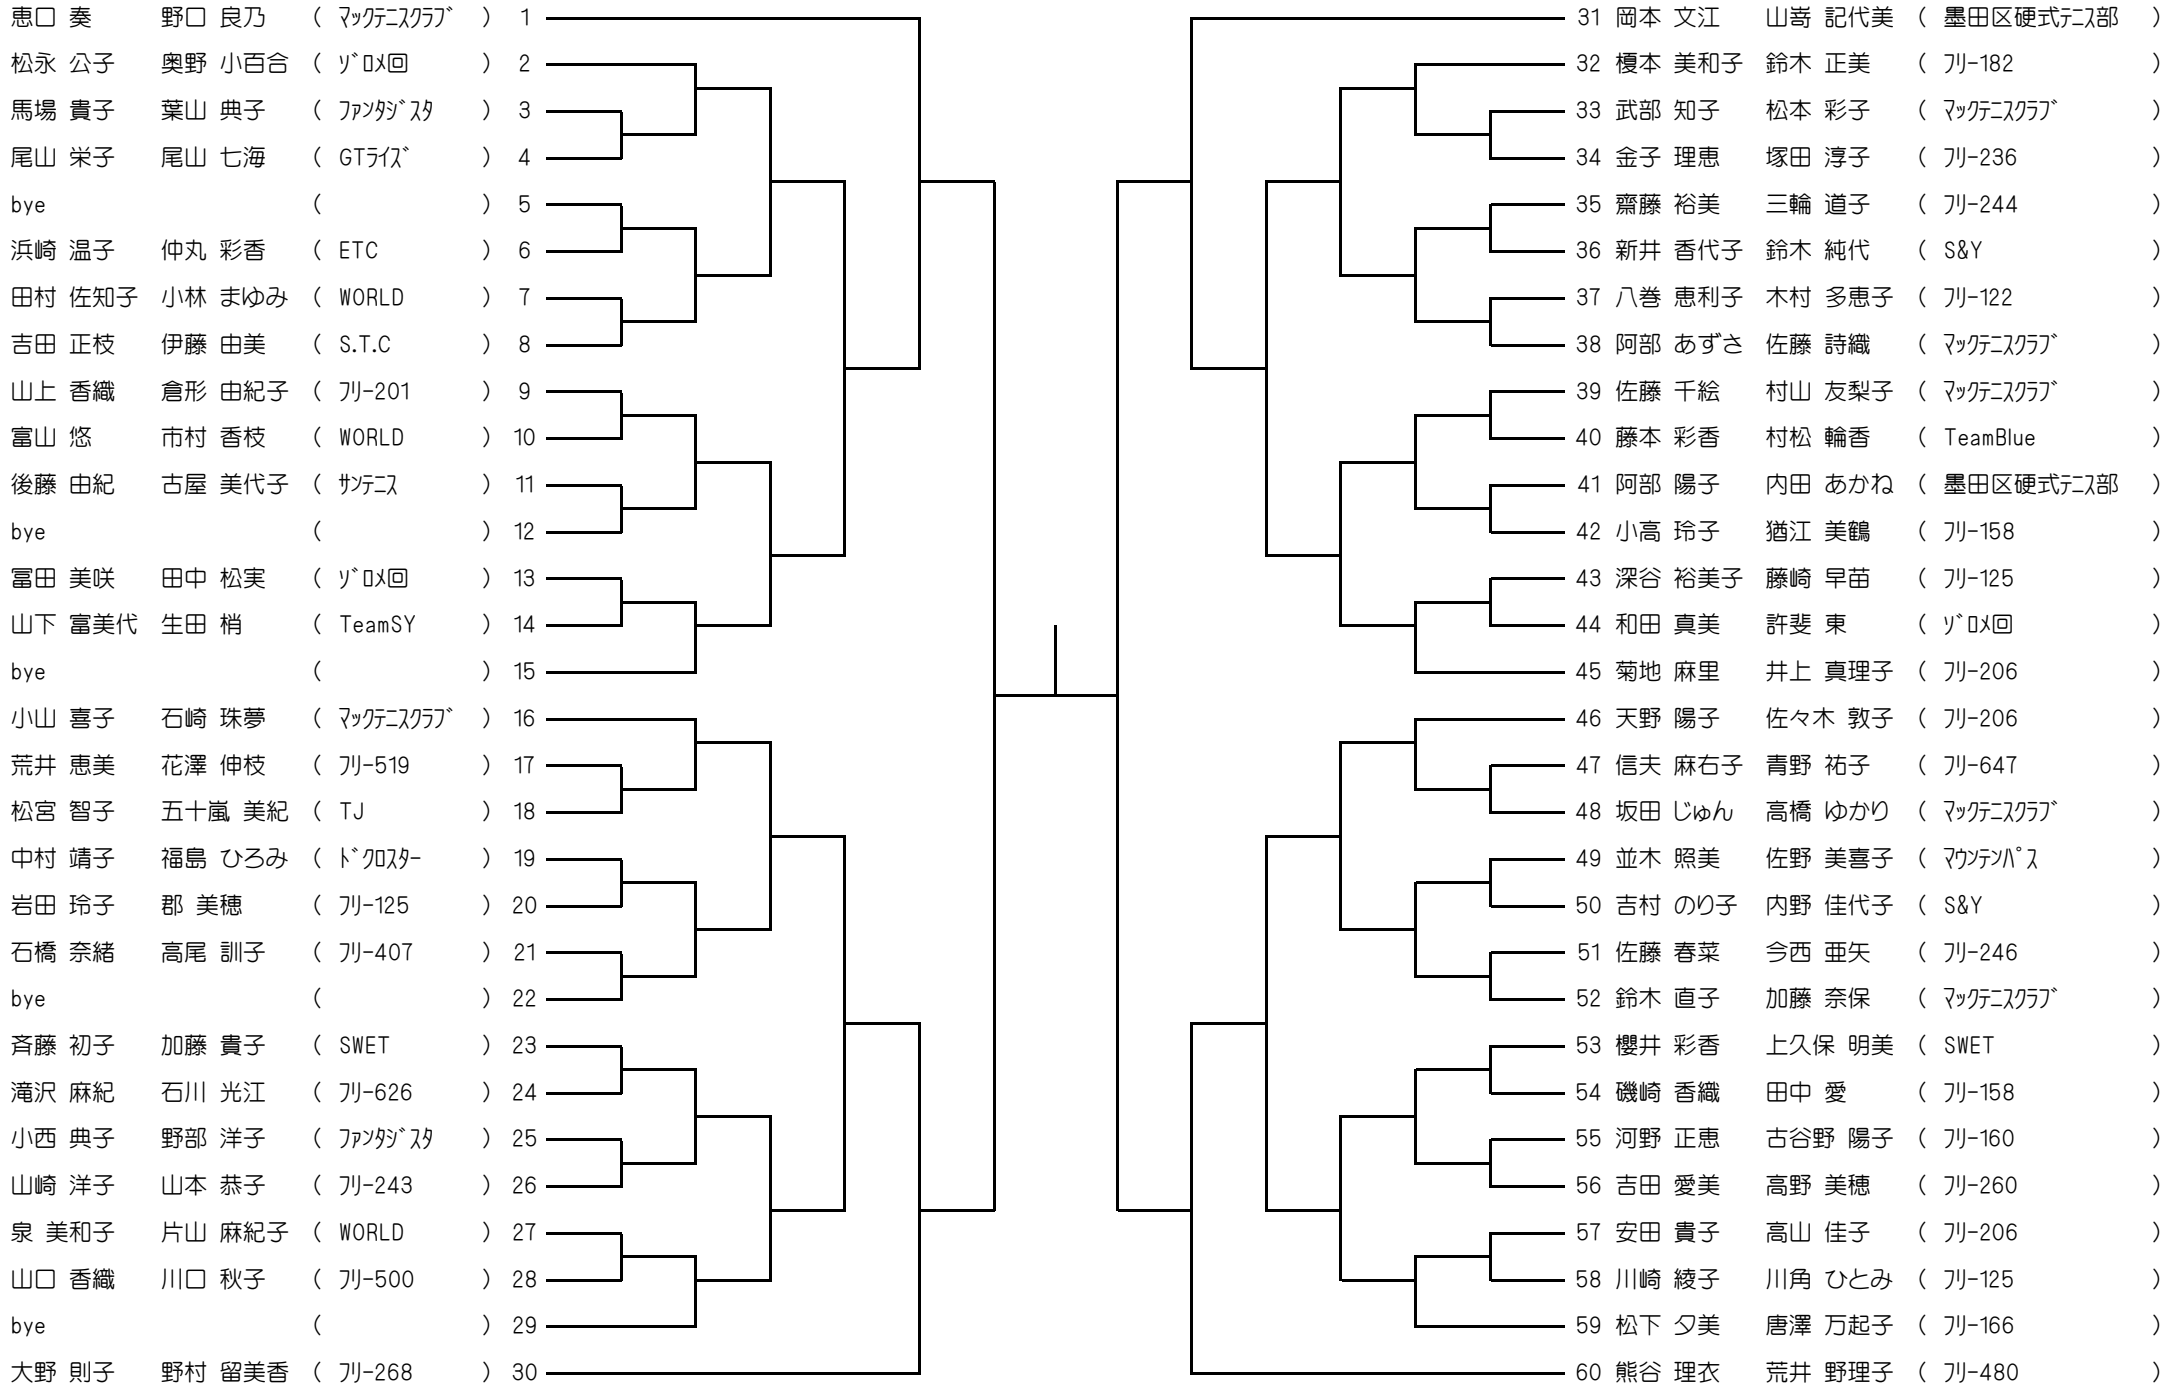 恵口 奏 野口 良乃 ( ﾏｯｸﾃﾆｽｸﾗﾌﾞ ) 1
松永 公子 奥野 小百合 ( ｿﾞﾛﾒ回 ) 2
馬場 貴子 葉山 典子 ( ﾌｧﾝﾀｼﾞｽﾀ ) 3
尾山 栄子 尾山 七海 ( GTﾗｲｽﾞ ) 4
bye ( ) 5
浜崎 温子 仲丸 彩香 ( ETC ) 6
田村 佐知子 小林 まゆみ ( WORLD ) 7
吉田 正枝 伊藤 由美 ( S.T.C ) 8
山上 香織 倉形 由紀子 ( ﾌﾘｰ201 ) 9
富山 悠 市村 香枝 ( WORLD ) 10
後藤 由紀 古屋 美代子 ( ｻﾝﾃﾆｽ ) 11
bye ( ) 12
冨田 美咲 田中 松実 ( ｿﾞﾛﾒ回 ) 13
山下 富美代 生田 梢 ( TeamSY ) 14
bye ( ) 15
小山 喜子 石崎 珠夢 ( ﾏｯｸﾃﾆｽｸﾗﾌﾞ ) 16
荒井 恵美 花澤 伸枝 ( ﾌﾘｰ519 ) 17
松宮 智子 五十嵐 美紀 ( TJ ) 18
中村 靖子 福島 ひろみ ( ﾄﾞｸﾛｽﾀｰ ) 19
岩田 玲子 郡 美穂 ( ﾌﾘｰ125 ) 20
石橋 奈緒 高尾 訓子 ( ﾌﾘｰ407 ) 21
bye ( ) 22
斉藤 初子 加藤 貴子 ( SWET ) 23
滝沢 麻紀 石川 光江 ( ﾌﾘｰ626 ) 24
小西 典子 野部 洋子 ( ﾌｧﾝﾀｼﾞｽﾀ ) 25
山崎 洋子 山本 恭子 ( ﾌﾘｰ243 ) 26
泉 美和子 片山 麻紀子 ( WORLD ) 27
山口 香織 川口 秋子 ( ﾌﾘｰ500 ) 28
bye ( ) 29
大野 則子 野村 留美香 ( ﾌﾘｰ268 ) 30
31 岡本 文江 山嵜 記代美 ( 墨田区硬式ﾃﾆｽ部 )
32 榎本 美和子 鈴木 正美 ( ﾌﾘｰ182 )
33 武部 知子 松本 彩子 ( ﾏｯｸﾃﾆｽｸﾗﾌﾞ )
34 金子 理恵 塚田 淳子 ( ﾌﾘｰ236 )
35 齋藤 裕美 三輪 道子 ( ﾌﾘｰ244 )
36 新井 香代子 鈴木 純代 ( S&Y )
37 八巻 恵利子 木村 多恵子 ( ﾌﾘｰ122 )
38 阿部 あずさ 佐藤 詩織 ( ﾏｯｸﾃﾆｽｸﾗﾌﾞ )
39 佐藤 千絵 村山 友梨子 ( ﾏｯｸﾃﾆｽｸﾗﾌﾞ )
40 藤本 彩香 村松 輪香 ( TeamBlue )
41 阿部 陽子 内田 あかね ( 墨田区硬式ﾃﾆｽ部 )
42 小高 玲子 猶江 美鶴 ( ﾌﾘｰ158 )
43 深谷 裕美子 藤崎 早苗 ( ﾌﾘｰ125 )
44 和田 真美 許斐 東 ( ｿﾞﾛﾒ回 )
45 菊地 麻里 井上 真理子 ( ﾌﾘｰ206 )
46 天野 陽子 佐々木 敦子 ( ﾌﾘｰ206 )
47 信夫 麻右子 青野 祐子 ( ﾌﾘｰ647 )
48 坂田 じゅん 高橋 ゆかり ( ﾏｯｸﾃﾆｽｸﾗﾌﾞ )
49 並木 照美 佐野 美喜子 ( ﾏｳﾝﾃﾝﾊﾟｽ )
50 吉村 のり子 内野 佳代子 ( S&Y )
51 佐藤 春菜 今西 亜矢 ( ﾌﾘｰ246 )
52 鈴木 直子 加藤 奈保 ( ﾏｯｸﾃﾆｽｸﾗﾌﾞ )
53 櫻井 彩香 上久保 明美 ( SWET )
54 磯崎 香織 田中 愛 ( ﾌﾘｰ158 )
55 河野 正恵 古谷野 陽子 ( ﾌﾘｰ160 )
56 吉田 愛美 高野 美穂 ( ﾌﾘｰ260 )
57 安田 貴子 高山 佳子 ( ﾌﾘｰ206 )
58 川崎 綾子 川角 ひとみ ( ﾌﾘｰ125 )
59 松下 夕美 唐澤 万起子 ( ﾌﾘｰ166 )
60 熊谷 理衣 荒井 野理子 ( ﾌﾘｰ480 )